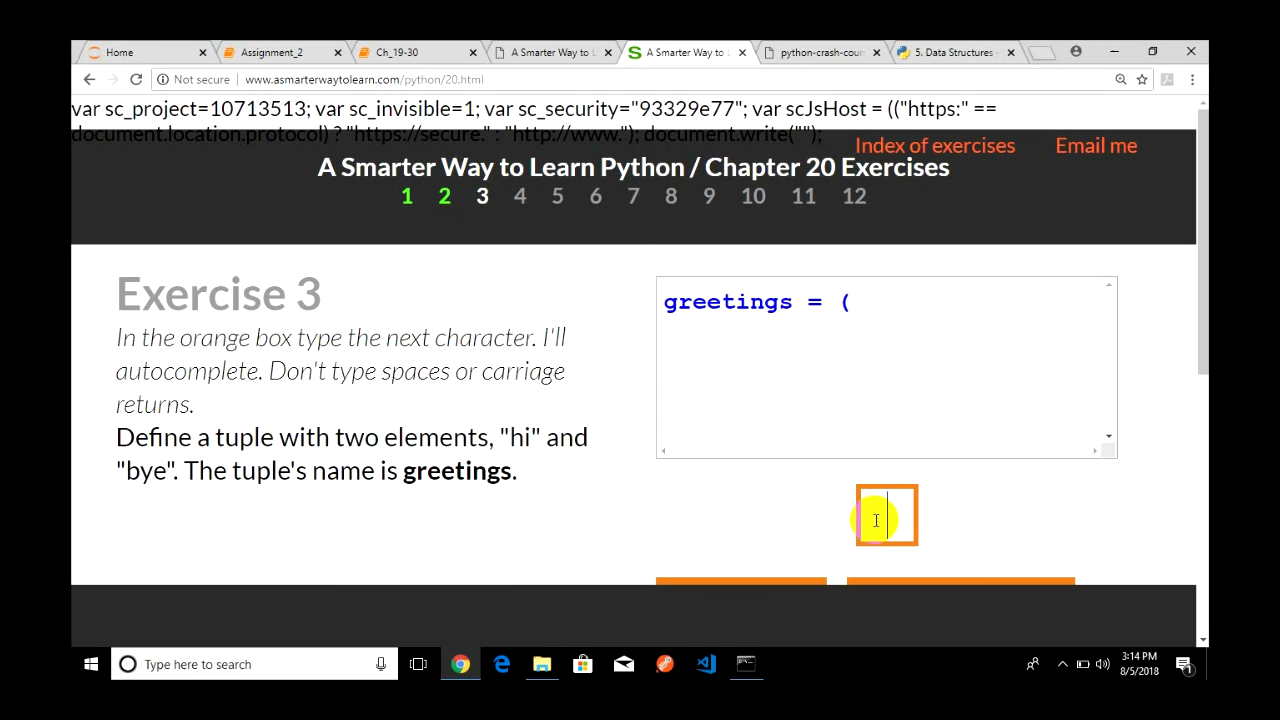 Home
Assignment_2
Ch_19-30
A Smarter Way to L
A Smarter Way to L
python-crash-cour
5. Data Structures
Not secure
www.asmarterwaytolearn.com/python/20.html
var sc_project=10713513; var sc_invisible=1; var sc_security="93329e77"; var scJsHost = (("https:" ==
document.location.protocol) ? "https://secure." : "http://www."); document.write("");
Index of exercises
Email me
A Smarter Way to Learn Python / Chapter 20 Exercises
1 2 3 4 5 6 7 8 9 10 11 12
Exercise 3
In the orange box type the next character. I'll
autocomplete. Don't type spaces or carriage
returns.
Define a tuple with two elements, "hi" and
"bye". The tuple's name is greetings.
greetings = (
Type here to search
3:14 PM
8/5/2018
1